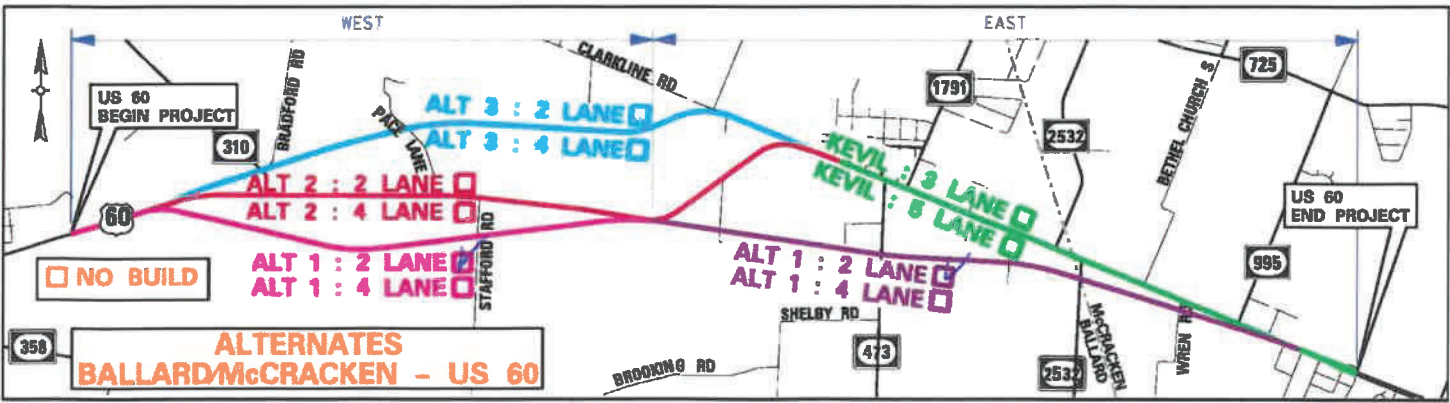 WEST
EAST
US 60
BEGIN PROJECT
310
BRADFORD RD
PACE LANE
CLARKLINE RD
ALT 3 : 2 LANE
ALT 3 : 4 LANE
1791
2532
BETHEL CHURCH S
725
60
ALT 2 : 2 LANE
ALT 2 : 4 LANE
KEVIL : 3 LANE
KEVIL : 5 LANE
US 60
END PROJECT
NO BUILD
ALT 1 : 2 LANE
ALT 1 : 4 LANE
STAFFORD RD
ALT 1 : 2 LANE
ALT 1 : 4 LANE
995
358
ALTERNATES
BALLARD/McCRACKEN - US 60
SHELBY RD
BROOKING RD
473
2532
McCRACKEN
BALLARD
WREN RD